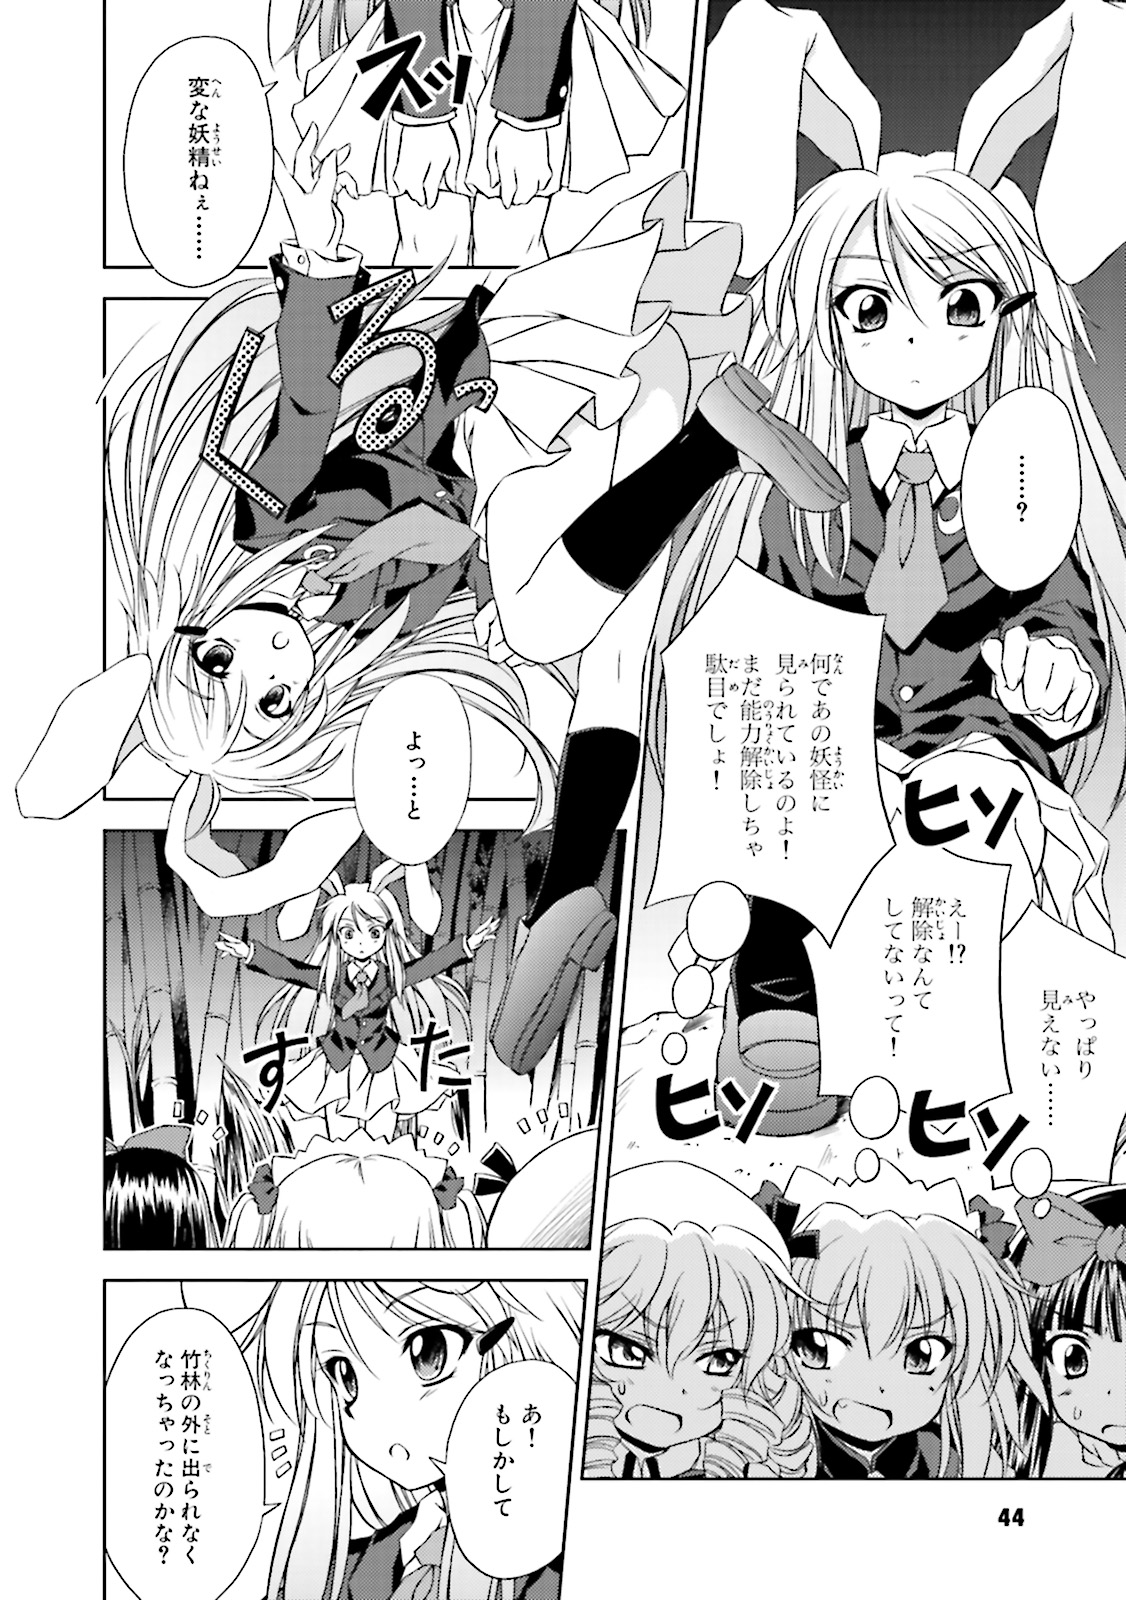 ……？
ヒソ
やっぱり
見えない……
えー!?
解除なんて
してないって！
ヒソ
何であの妖怪に
見られているのよ！
まだ能力解除しちゃ
駄目でしょ！
ヒソ
ズッ
変な妖精ねぇ……
くるっ
よっ…と
すた
あ！
もしかして
竹林の外に出られなく
なっちゃったのかな？
44